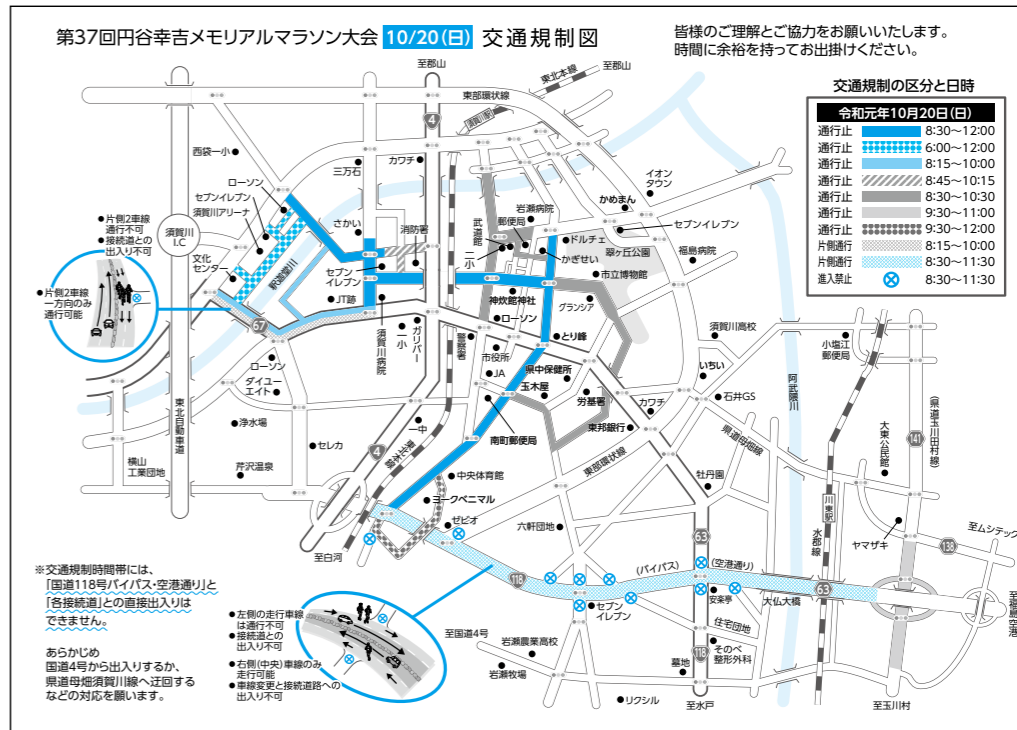 第37回円谷幸吉メモリアルマラソン大会 10/20(日) 交通規制図
皆様のご理解とご協力をお願いいたします。
時間に余裕を持ってお出掛けください。
交通規制の区分と日時
令和元年10月20日(日)
通行止 8:30～12:00
通行止 6:00～12:00
通行止 8:15～10:00
通行止 8:45～10:15
通行止 8:30～10:30
通行止 9:30～11:00
通行止 9:30～12:00
片側通行 8:15～10:00
片側通行 8:30～11:30
進入禁止 8:30～11:30
至郡山
至郡山
東北本線
東部環状線
須賀川駅
4
西袋一小
三万石
カワチ
ローソン
セブンイレブン
須賀川アリーナ
さかい
消防署
武道館
岩瀬病院
郵便局
かめまん
イオン
タウン
セブンイレブン
ドルチェ
翠ヶ丘公園
福島病院
二小
かぎせい
市立博物館
須賀川
I.C
文化
センター
釈迦堂川
セブン
イレブン
JT跡
神炊館神社
グランシア
ローソン
とり峰
67
須賀川病院
一小
ガリバー
警察署
市役所
JA
県中保健所
玉木屋
労基署
カワチ
いちい
須賀川高校
石井GS
小塩江
郵便局
阿武隈川
ローソン
ダイユー
エイト
浄水場
セレカ
芹沢温泉
横山
工業団地
東北自動車道
一中
4
東北本線
南町郵便局
東邦銀行
東部環状線
県道母畑線
牡丹園
大東公民館
141
(県道玉川田村線)
中央体育館
ヨークベニマル
ゼビオ
六軒団地
63
川東駅
水郡線
ヤマザキ
138
至ムシテック
至白河
118
(バイパス)
(空港通り)
安楽亭
大仏大橋
63
至福島空港
セブン
イレブン
住宅団地
そのべ
整形外科
118
至国道4号
岩瀬農業高校
岩瀬牧場
墓地
リクシル
至水戸
至玉川村
●片側2車線
通行不可
●接続道との
出入り不可
●片側2車線
一方向のみ
通行可能
※交通規制時間帯には、
「国道118号バイパス・空港通り」と
「各接続道」との直接出入りは
できません。
あらかじめ
国道4号から出入りするか、
県道母畑須賀川線へ迂回する
などの対応を願います。
●左側の走行車線
は通行不可
●接続道との
出入り不可
●右側(中央)車線のみ
走行可能
●車線変更と接続道路への
出入り不可